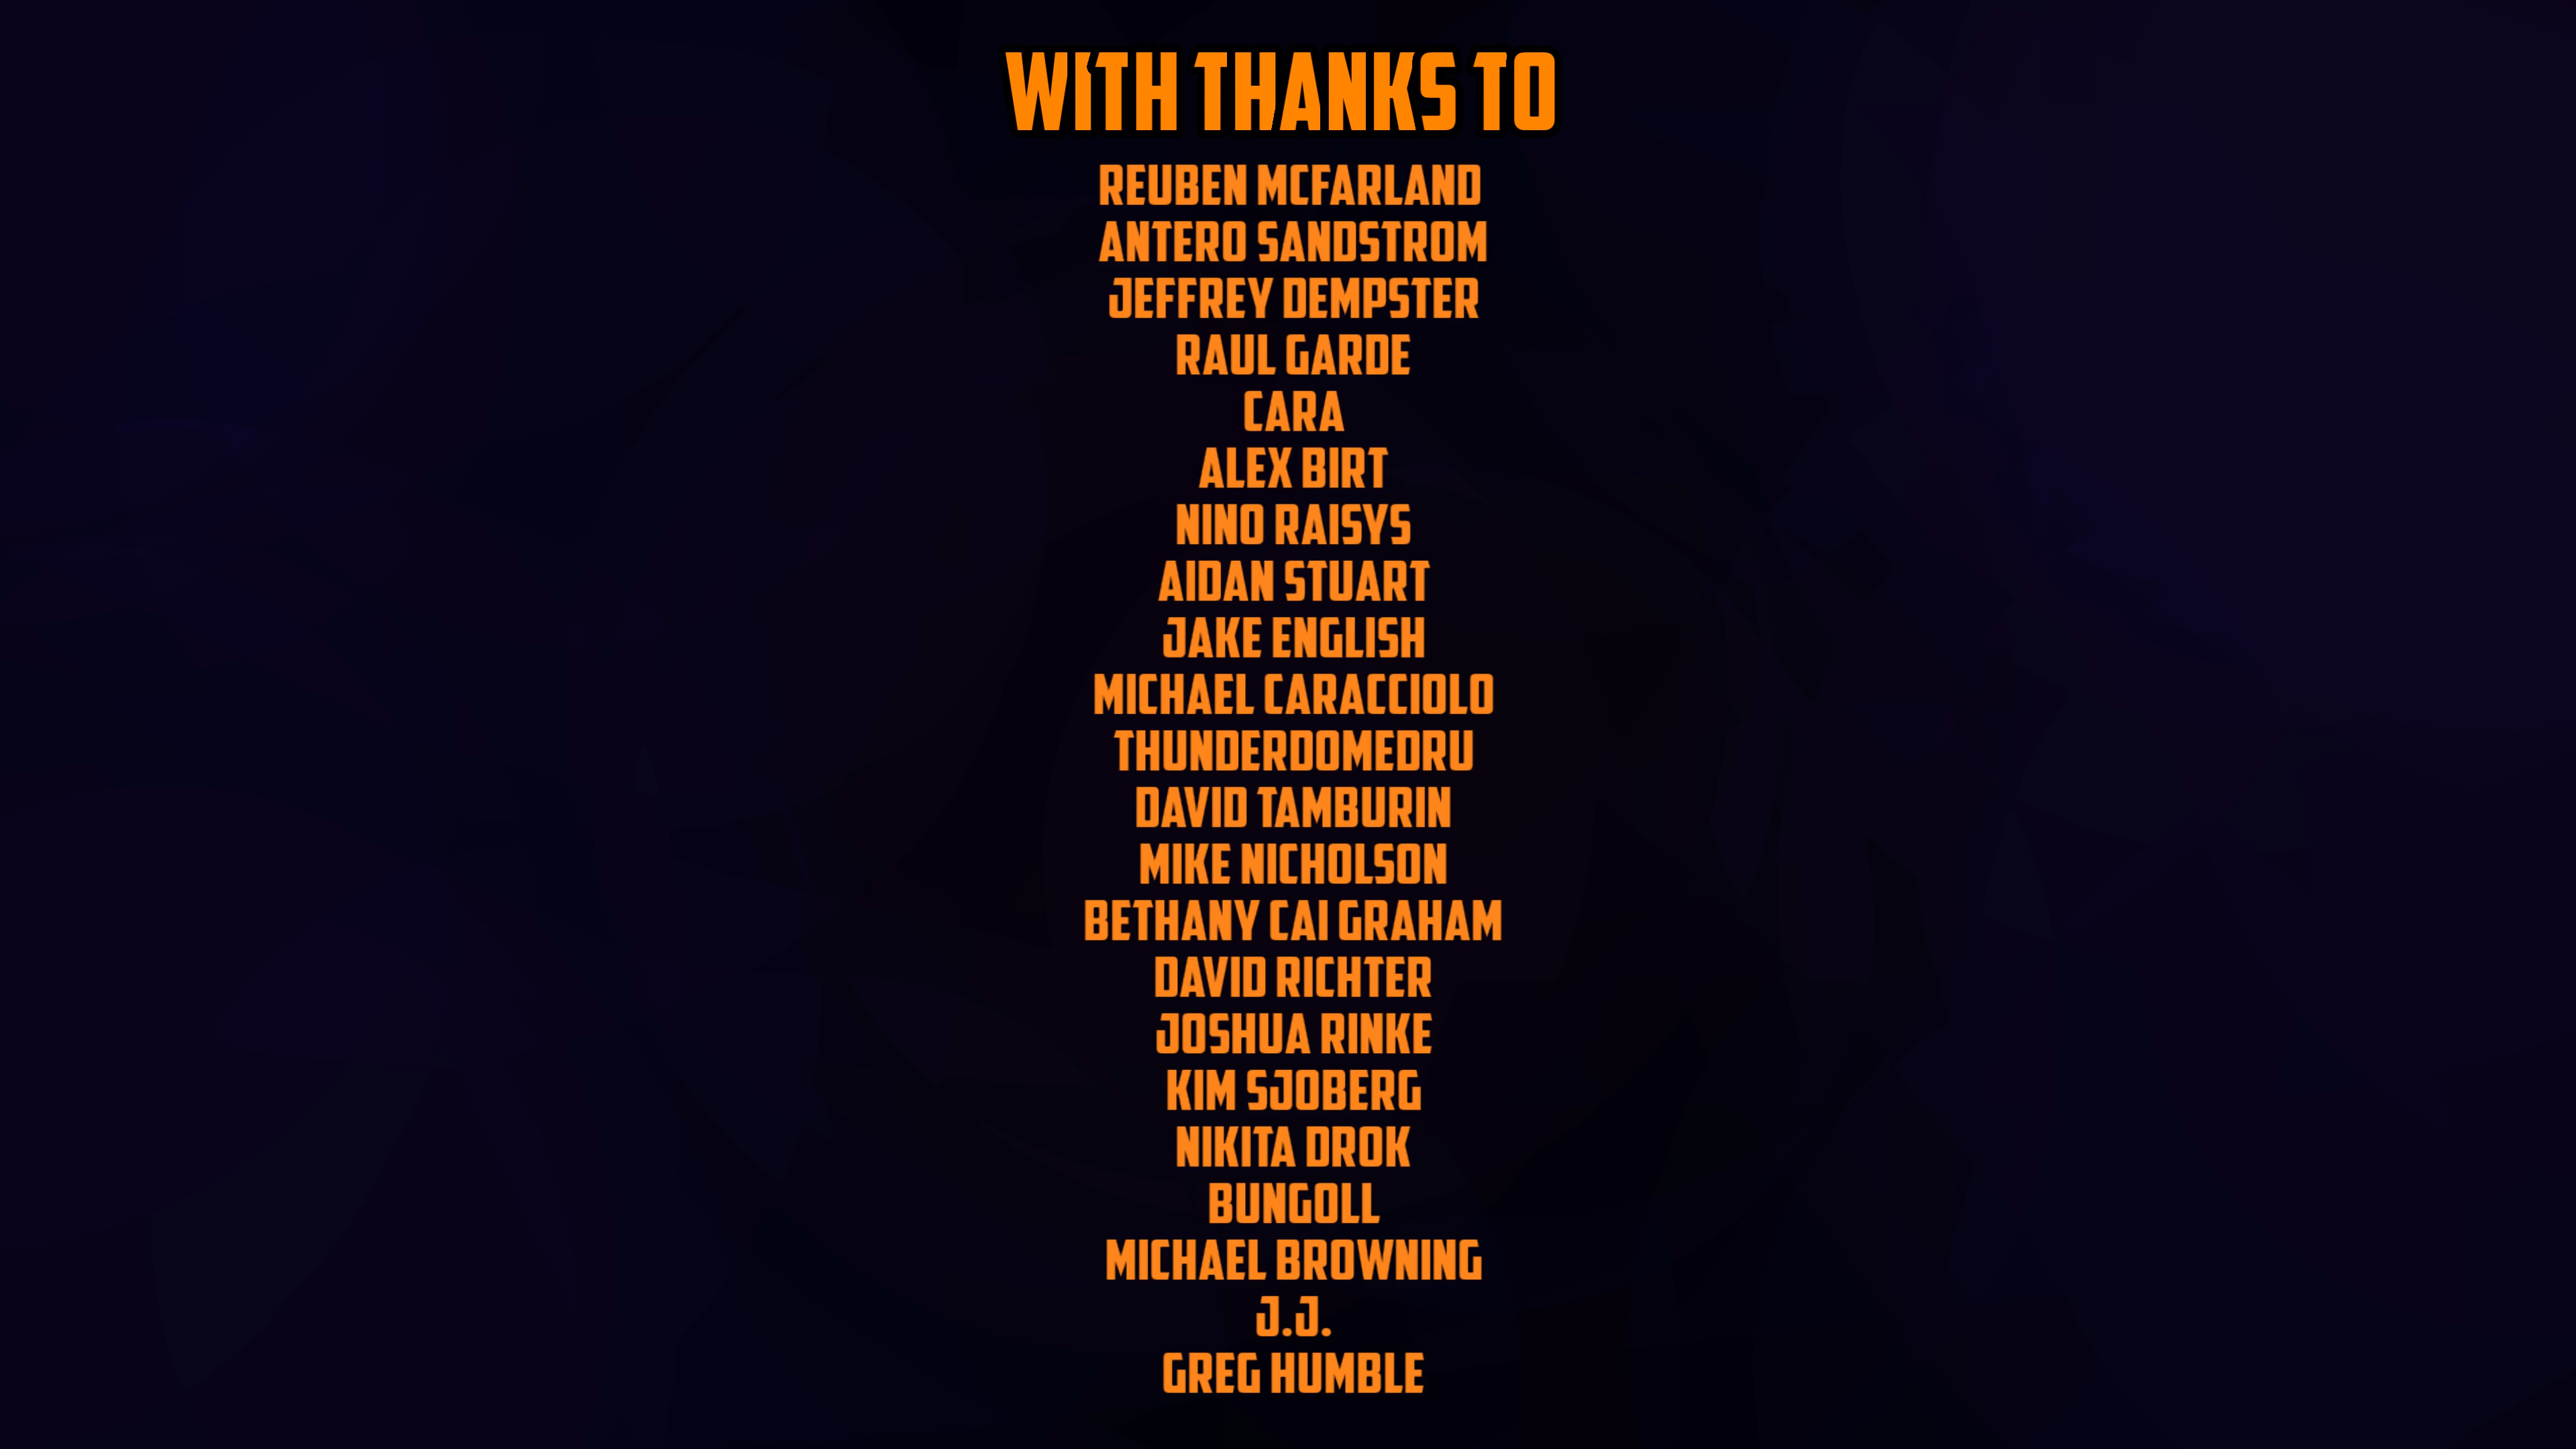 WITH THANKS TO
REUBEN MCFARLAND
ANTERO SANDSTROM
JEFFREY DEMPSTER
RAUL GARDE
CARA
ALEX BIRT
NINO RAISYS
AIDAN STUART
JAKE ENGLISH
MICHAEL CARACCIOLO
THUNDERDOMEDRU
DAVID TAMBURIN
MIKE NICHOLSON
BETHANY CAI GRAHAM
DAVID RICHTER
JOSHUA RINKE
KIM SJOBERG
NIKITA DROK
BUNGOLL
MICHAEL BROWNING
J.J.
GREG HUMBLE